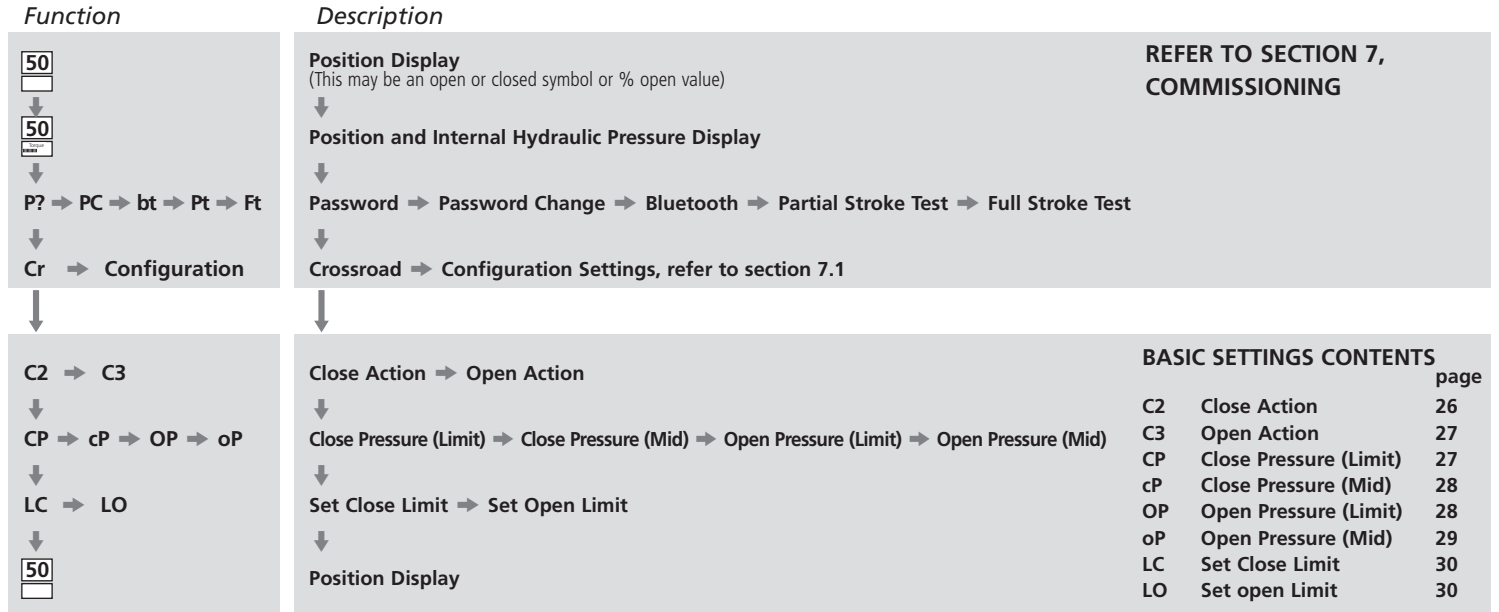 Function Description
50
Position Display
(This may be an open or closed symbol or % open value)
REFER TO SECTION 7,
COMMISSIONING
50
Torque
Position and Internal Hydraulic Pressure Display
P? ➡ PC ➡ bt ➡ Pt ➡ Ft
Password ➡ Password Change ➡ Bluetooth ➡ Partial Stroke Test ➡ Full Stroke Test
Cr ➡ Configuration
Crossroad ➡ Configuration Settings, refer to section 7.1
C2 ➡ C3
Close Action ➡ Open Action
CP ➡ cP ➡ OP ➡ oP
Close Pressure (Limit) ➡ Close Pressure (Mid) ➡ Open Pressure (Limit) ➡ Open Pressure (Mid)
LC ➡ LO
Set Close Limit ➡ Set Open Limit
50
Position Display
BASIC SETTINGS CONTENTS
page
C2 Close Action 26
C3 Open Action 27
CP Close Pressure (Limit) 27
cP Close Pressure (Mid) 28
OP Open Pressure (Limit) 28
oP Open Pressure (Mid) 29
LC Set Close Limit 30
LO Set open Limit 30